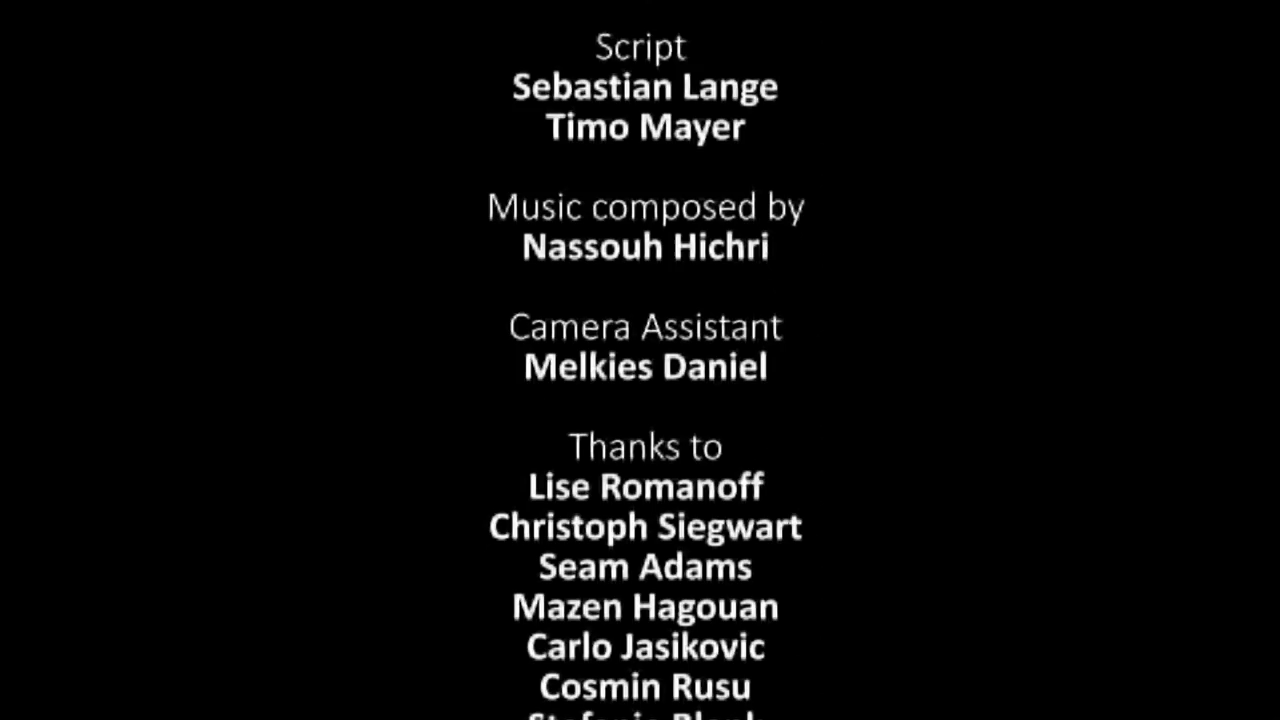 Script
Sebastian Lange
Timo Mayer
Music composed by
Nassouh Hichri
Camera Assistant
Melkies Daniel
Thanks to
Lise Romanoff
Christoph Siegwart
Seam Adams
Mazen Hagouan
Carlo Jasikovic
Cosmin Rusu